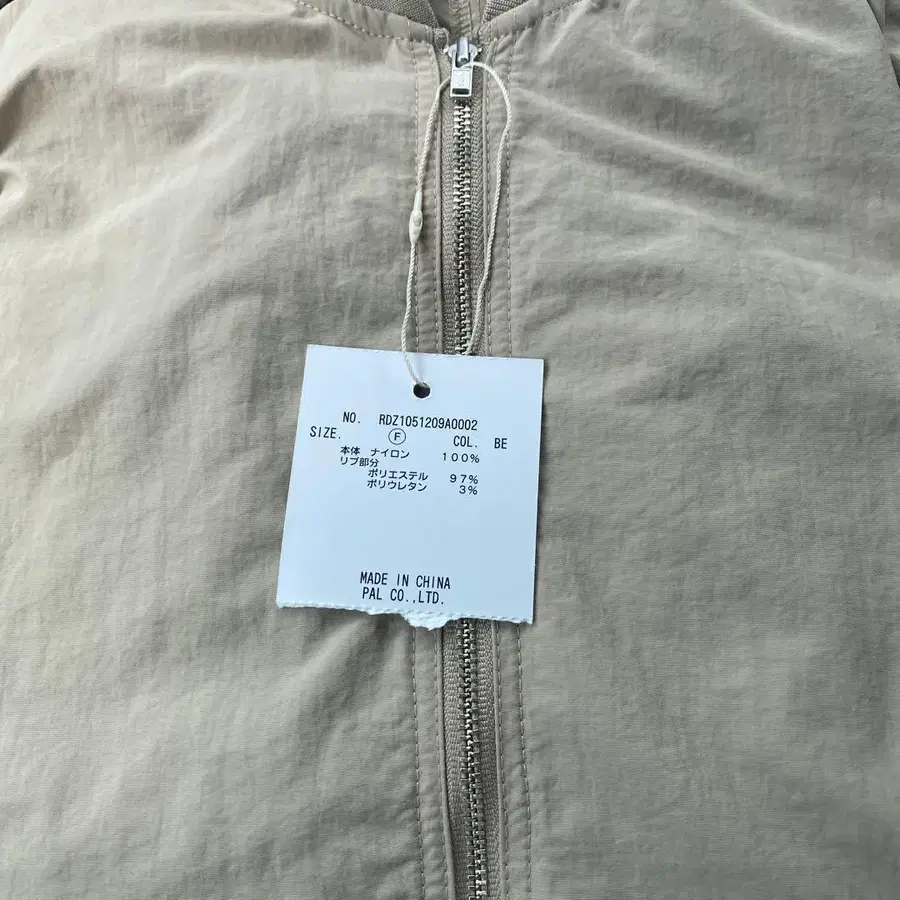 NO. RDZ1051209A0002
SIZE. Ⓕ COL. BE
本体 ナイロン 100%
リブ部分
ポリエステル 97%
ポリウレタン 3%
MADE IN CHINA
PAL CO.,LTD.